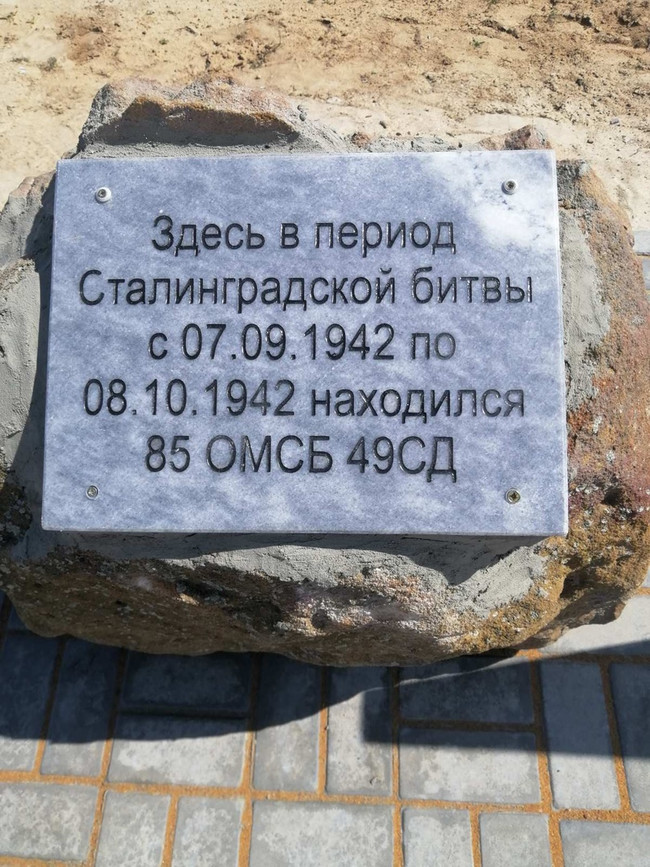 Здесь в период
Сталинградской битвы
с 07.09.1942 по
08.10.1942 находился
85 ОМСБ 49СД